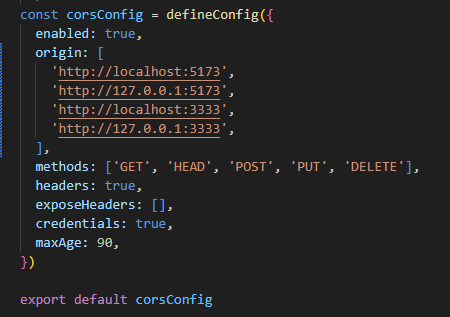 const corsConfig = defineConfig({
  enabled: true,
  origin: [
    'http://localhost:5173',
    'http://127.0.0.1:5173',
    'http://localhost:3333',
    'http://127.0.0.1:3333',
  ],
  methods: ['GET', 'HEAD', 'POST', 'PUT', 'DELETE'],
  headers: true,
  exposeHeaders: [],
  credentials: true,
  maxAge: 90,
})

export default corsConfig